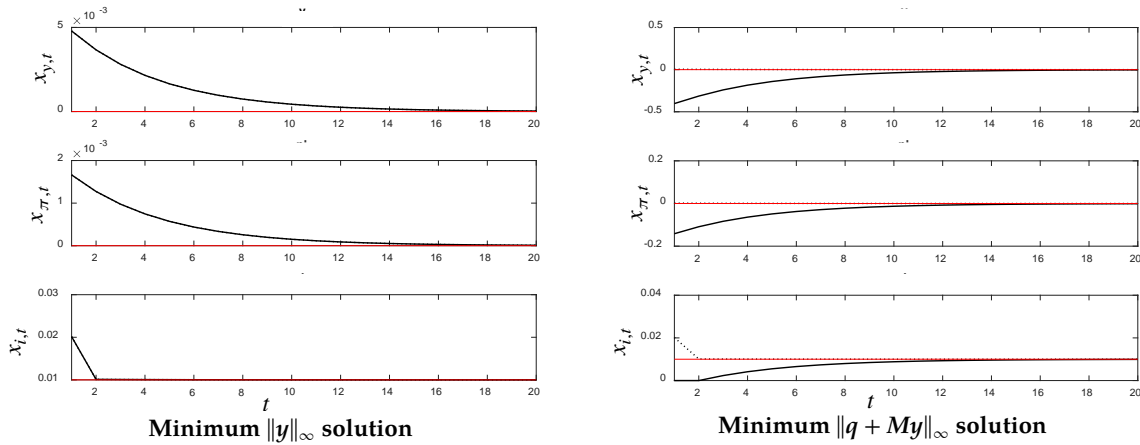 5 × 10⁻³
x_{y,t}
0
2 4 6 8 10 12 14 16 18 20
2 × 10⁻³
x_{π,t}
1
0
2 4 6 8 10 12 14 16 18 20
0.03
x_{i,t}
0.02
0.01
2 4 6 8 10 12 14 16 18 20
t
Minimum ‖y‖∞ solution
0.5
x_{y,t}
0
-0.5
2 4 6 8 10 12 14 16 18 20
0.2
x_{π,t}
0
-0.2
2 4 6 8 10 12 14 16 18 20
0.04
x_{i,t}
0.02
0
2 4 6 8 10 12 14 16 18 20
t
Minimum ‖q + My‖∞ solution